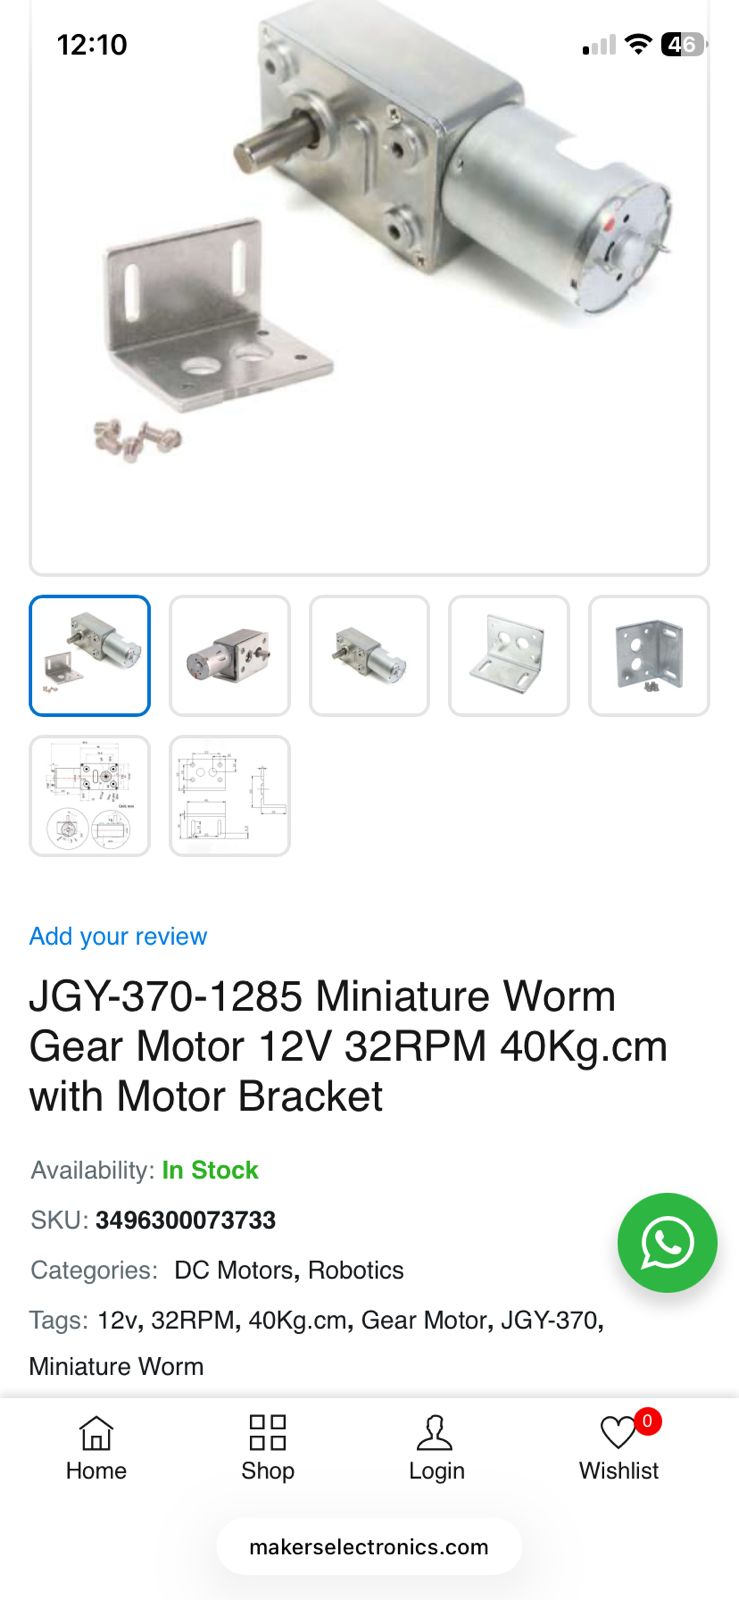 12:10
46
Add your review
JGY-370-1285 Miniature Worm
Gear Motor 12V 32RPM 40Kg.cm
with Motor Bracket
Availability: In Stock
SKU: 3496300073733
Categories: DC Motors, Robotics
Tags: 12v, 32RPM, 40Kg.cm, Gear Motor, JGY-370,
Miniature Worm
0
Home Shop Login Wishlist
makerselectronics.com